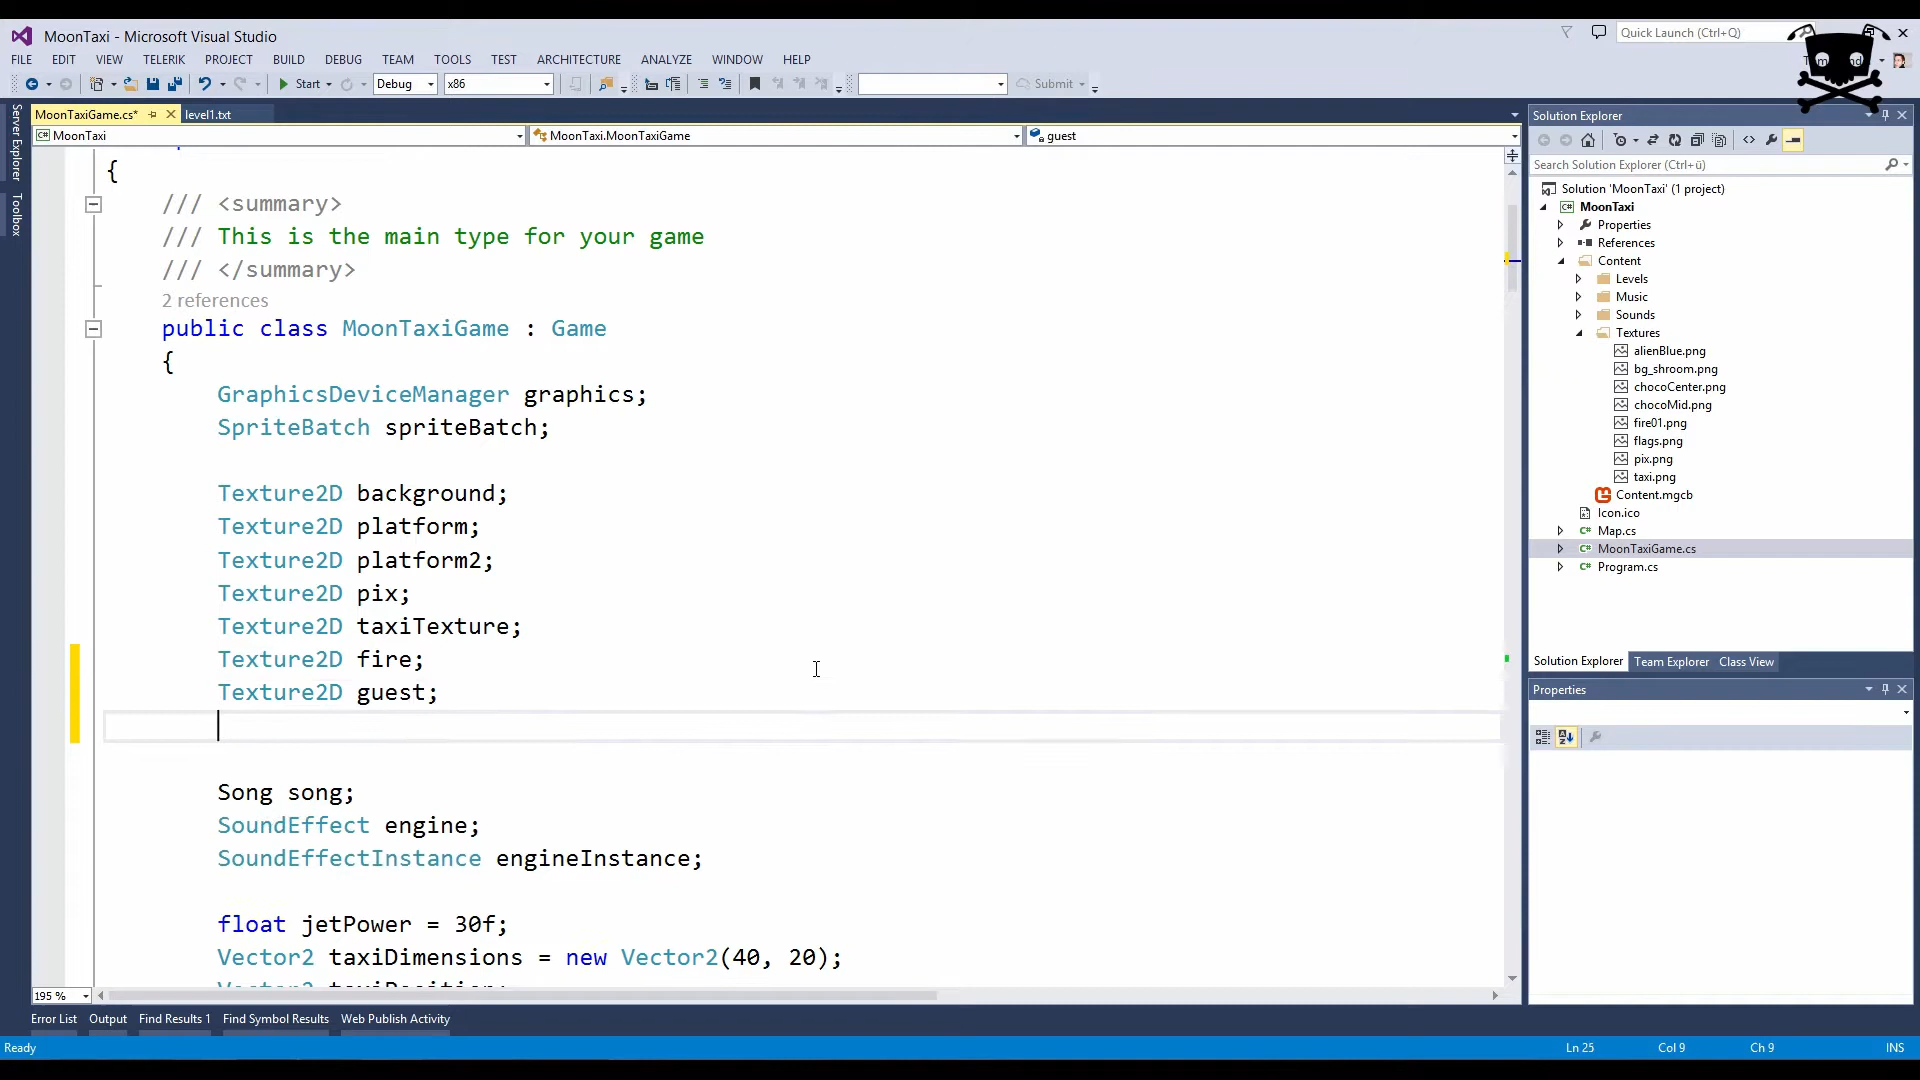 MoonTaxi - Microsoft Visual Studio
Quick Launch (Ctrl+Q)
FILE EDIT VIEW TELERIK PROJECT BUILD DEBUG TEAM TOOLS TEST ARCHITECTURE ANALYZE WINDOW HELP
Start Debug x86 Submit
Server Explorer
Toolbox
MoonTaxiGame.cs* level1.txt
MoonTaxi MoonTaxi.MoonTaxiGame guest
{
/// <summary>
/// This is the main type for your game
/// </summary>
2 references
public class MoonTaxiGame : Game
{
GraphicsDeviceManager graphics;
SpriteBatch spriteBatch;
Texture2D background;
Texture2D platform;
Texture2D platform2;
Texture2D pix;
Texture2D taxiTexture;
Texture2D fire;
Texture2D guest;
Song song;
SoundEffect engine;
SoundEffectInstance engineInstance;
float jetPower = 30f;
Vector2 taxiDimensions = new Vector2(40, 20);
Vector2 taxiPosition;
195 %
Solution Explorer
Search Solution Explorer (Ctrl+ü)
Solution 'MoonTaxi' (1 project)
MoonTaxi
Properties
References
Content
Levels
Music
Sounds
Textures
alienBlue.png
bg_shroom.png
chocoCenter.png
chocoMid.png
fire01.png
flags.png
pix.png
taxi.png
Content.mgcb
Icon.ico
Map.cs
MoonTaxiGame.cs
Program.cs
Solution Explorer Team Explorer Class View
Properties
Error List Output Find Results 1 Find Symbol Results Web Publish Activity
Ready Ln 25 Col 9 Ch 9 INS